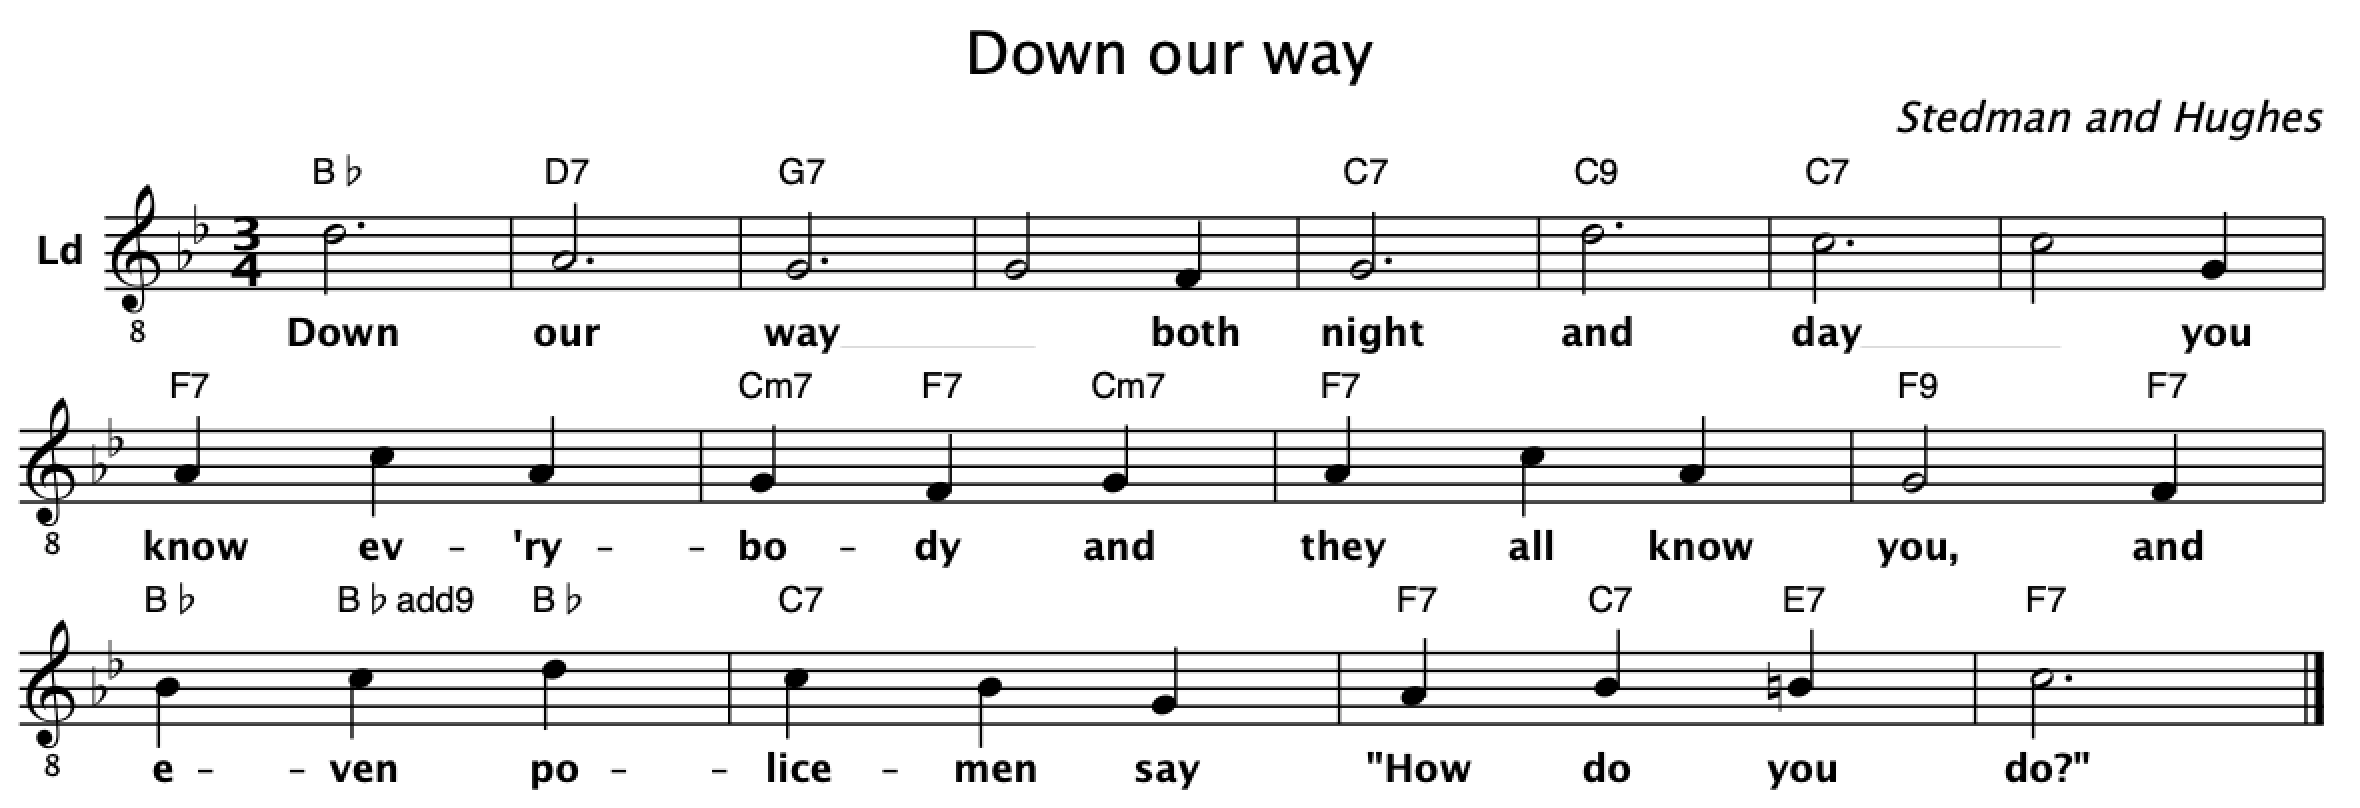 Down our way
Stedman and Hughes
B♭ D7 G7 C7 C9 C7
Ld
3
4
8
Down our way both night and day you
F7 Cm7 F7 Cm7 F7 F9 F7
8
know ev - 'ry - - bo - dy and they all know you, and
B♭ B♭add9 B♭ C7 F7 C7 E7 F7
8
e - - ven po - - lice - men say "How do you do?"